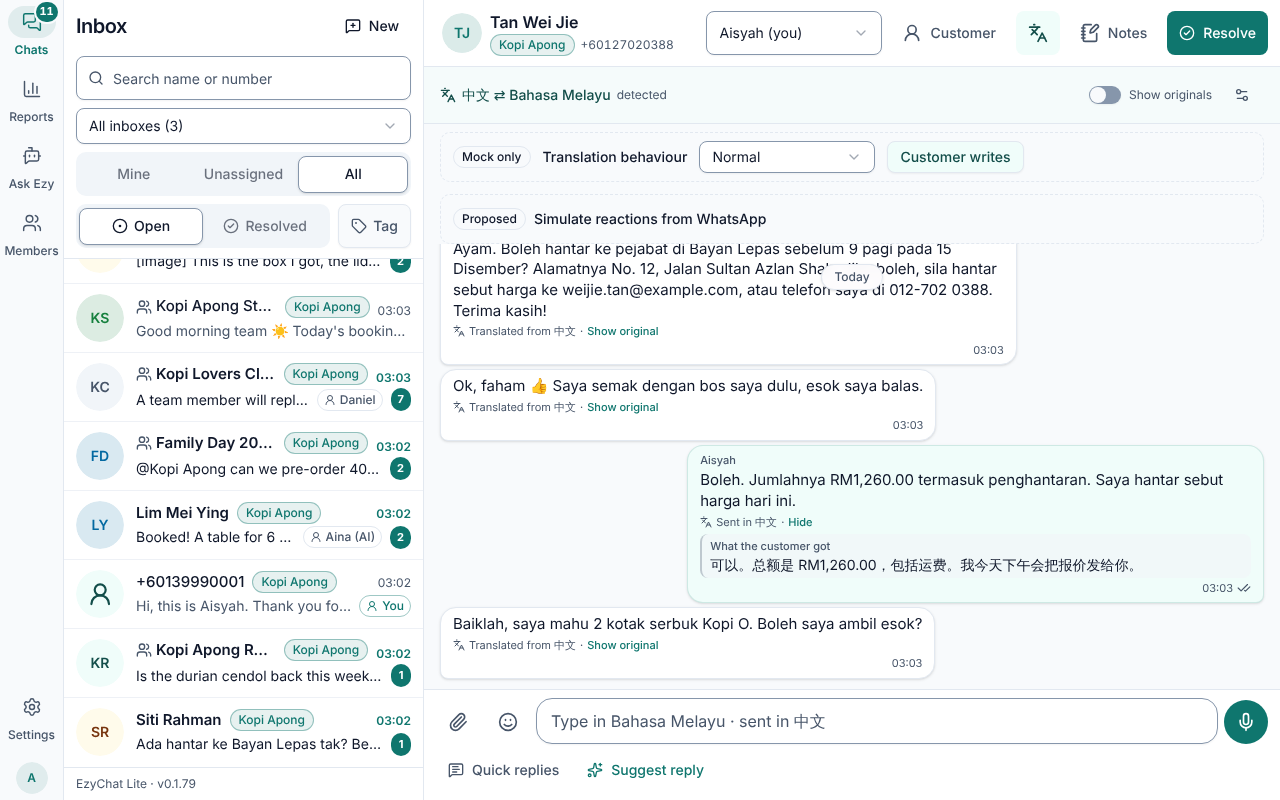 11
Chats
Reports
Ask Ezy
Members
Settings
A
Inbox
New
Search name or number
All inboxes (3)
Mine
Unassigned
All
Open
Resolved
Tag
[Image] This is the box I got, the lid...
2
KS
Kopi Apong St...
Kopi Apong
03:03
Good morning team ☀️ Today's bookin...
KC
Kopi Lovers Cl...
Kopi Apong
03:03
A team member will repl...
Daniel
7
FD
Family Day 20...
Kopi Apong
03:02
@Kopi Apong can we pre-order 40...
2
LY
Lim Mei Ying
Kopi Apong
03:02
Booked! A table for 6 ...
Aina (AI)
2
+60139990001
Kopi Apong
03:02
Hi, this is Aisyah. Thank you fo...
You
KR
Kopi Apong R...
Kopi Apong
03:02
Is the durian cendol back this week...
1
SR
Siti Rahman
Kopi Apong
03:02
Ada hantar ke Bayan Lepas tak? Be...
1
EzyChat Lite · v0.1.79
TJ
Tan Wei Jie
Kopi Apong
+60127020388
Aisyah (you)
Customer
Notes
Resolve
中文 ⇄ Bahasa Melayu detected
Show originals
Mock only
Translation behaviour
Normal
Customer writes
Proposed
Simulate reactions from WhatsApp
Today
Ayam. Boleh hantar ke pejabat di Bayan Lepas sebelum 9 pagi pada 15
Disember? Alamatnya No. 12, Jalan Sultan Azlan boleh, sila hantar
sebut harga ke weijie.tan@example.com, atau telefon saya di 012-702 0388.
Terima kasih!
Translated from 中文 · Show original
03:03
Ok, faham 👍 Saya semak dengan bos saya dulu, esok saya balas.
Translated from 中文 · Show original
03:03
Aisyah
Boleh. Jumlahnya RM1,260.00 termasuk penghantaran. Saya hantar sebut
harga hari ini.
Sent in 中文 · Hide
What the customer got
可以。总额是 RM1,260.00，包括运费。我今天下午会把报价发给你。
03:03
Baiklah, saya mahu 2 kotak serbuk Kopi O. Boleh saya ambil esok?
Translated from 中文 · Show original
03:03
Type in Bahasa Melayu · sent in 中文
Quick replies
Suggest reply